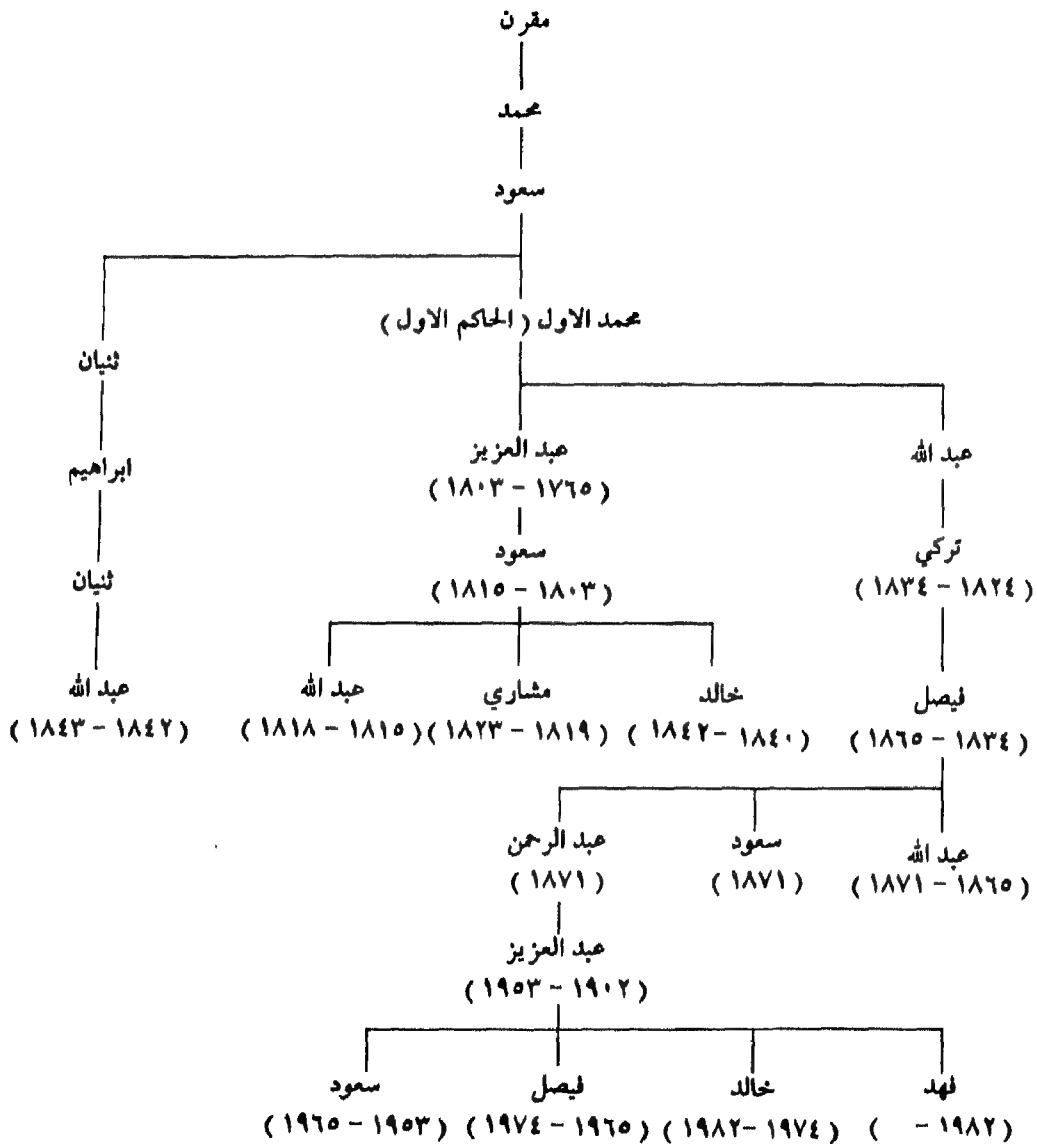 مقرن
محمد
سعود
محمد الاول (الحاكم الاول)
ثنيان
عبد الله
عبد العزيز
ابراهيم
(١٧٦٥ - ١٨٠٣)
تركي
سعود
ثنيان
(١٨٢٤ - ١٨٣٤)
(١٨٠٣ - ١٨١٥)
فيصل
خالد
مشاري
عبد الله
عبد الله
(١٨٣٤ - ١٨٦٥)
(١٨٤٠ - ١٨٤٢)
(١٨١٩ - ١٨٢٣)
(١٨١٥ - ١٨١٨)
(١٨٤٢ - ١٨٤٣)
عبد الله
سعود
عبد الرحمن
(١٨٦٥ - ١٨٧١)
(١٨٧١)
(١٨٧١)
عبد العزيز
(١٩٠٢ - ١٩٥٣)
فهد
خالد
فيصل
سعود
(١٩٨٢ - )
(١٩٧٤ - ١٩٨٢)
(١٩٦٥ - ١٩٧٤)
(١٩٥٣ - ١٩٦٥)